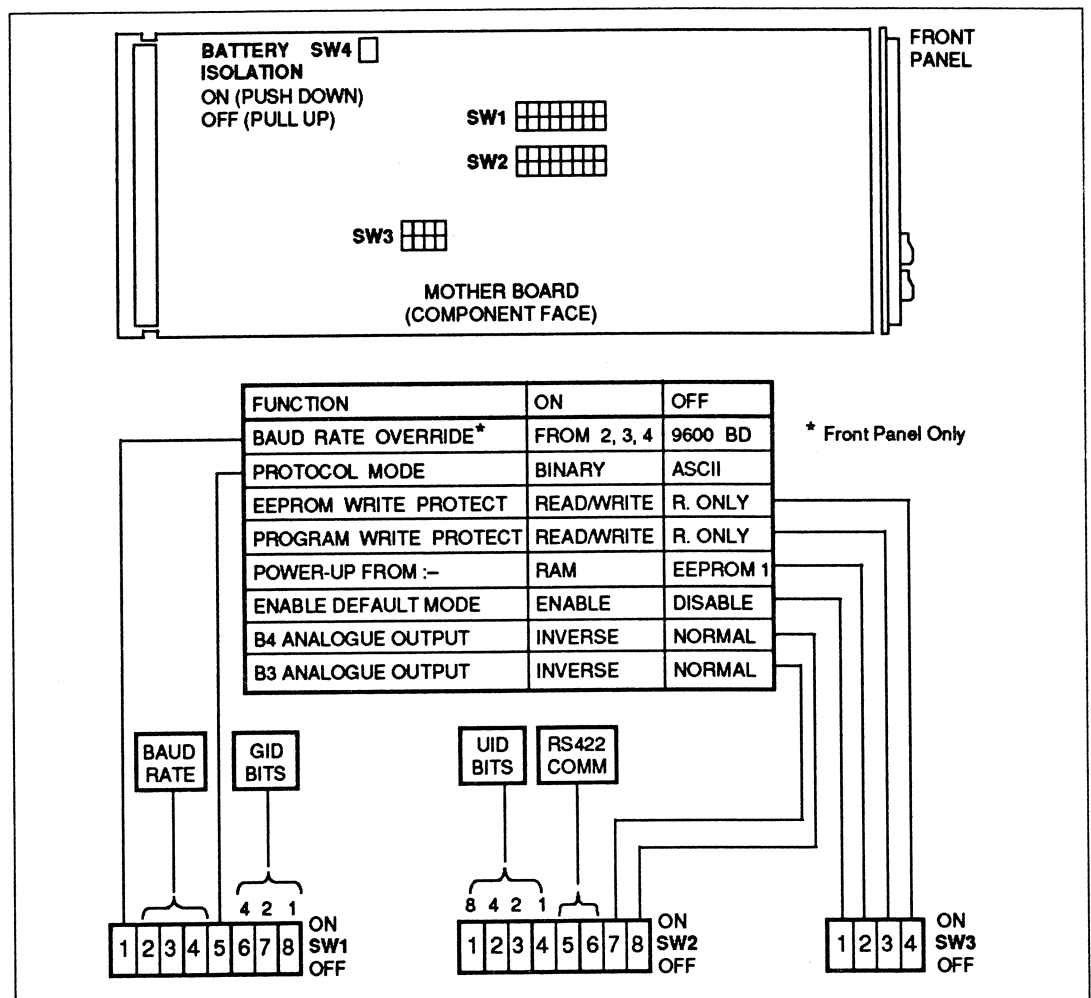 BATTERY SW4
ISOLATION
ON (PUSH DOWN)
OFF (PULL UP)
FRONT
PANEL
SW1
SW2
SW3
MOTHER BOARD
(COMPONENT FACE)
FUNCTION ON OFF
BAUD RATE OVERRIDE* FROM 2, 3, 4 9600 BD
* Front Panel Only
PROTOCOL MODE BINARY ASCII
EEPROM WRITE PROTECT READ/WRITE R. ONLY
PROGRAM WRITE PROTECT READ/WRITE R. ONLY
POWER-UP FROM :– RAM EEPROM 1
ENABLE DEFAULT MODE ENABLE DISABLE
B4 ANALOGUE OUTPUT INVERSE NORMAL
B3 ANALOGUE OUTPUT INVERSE NORMAL
BAUD
RATE
GID
BITS
UID
BITS
RS422
COMM
4 2 1
8 4 2 1
1 2 3 4 5 6 7 8
ON
SW1
OFF
1 2 3 4 5 6 7 8
ON
SW2
OFF
1 2 3 4
ON
SW3
OFF